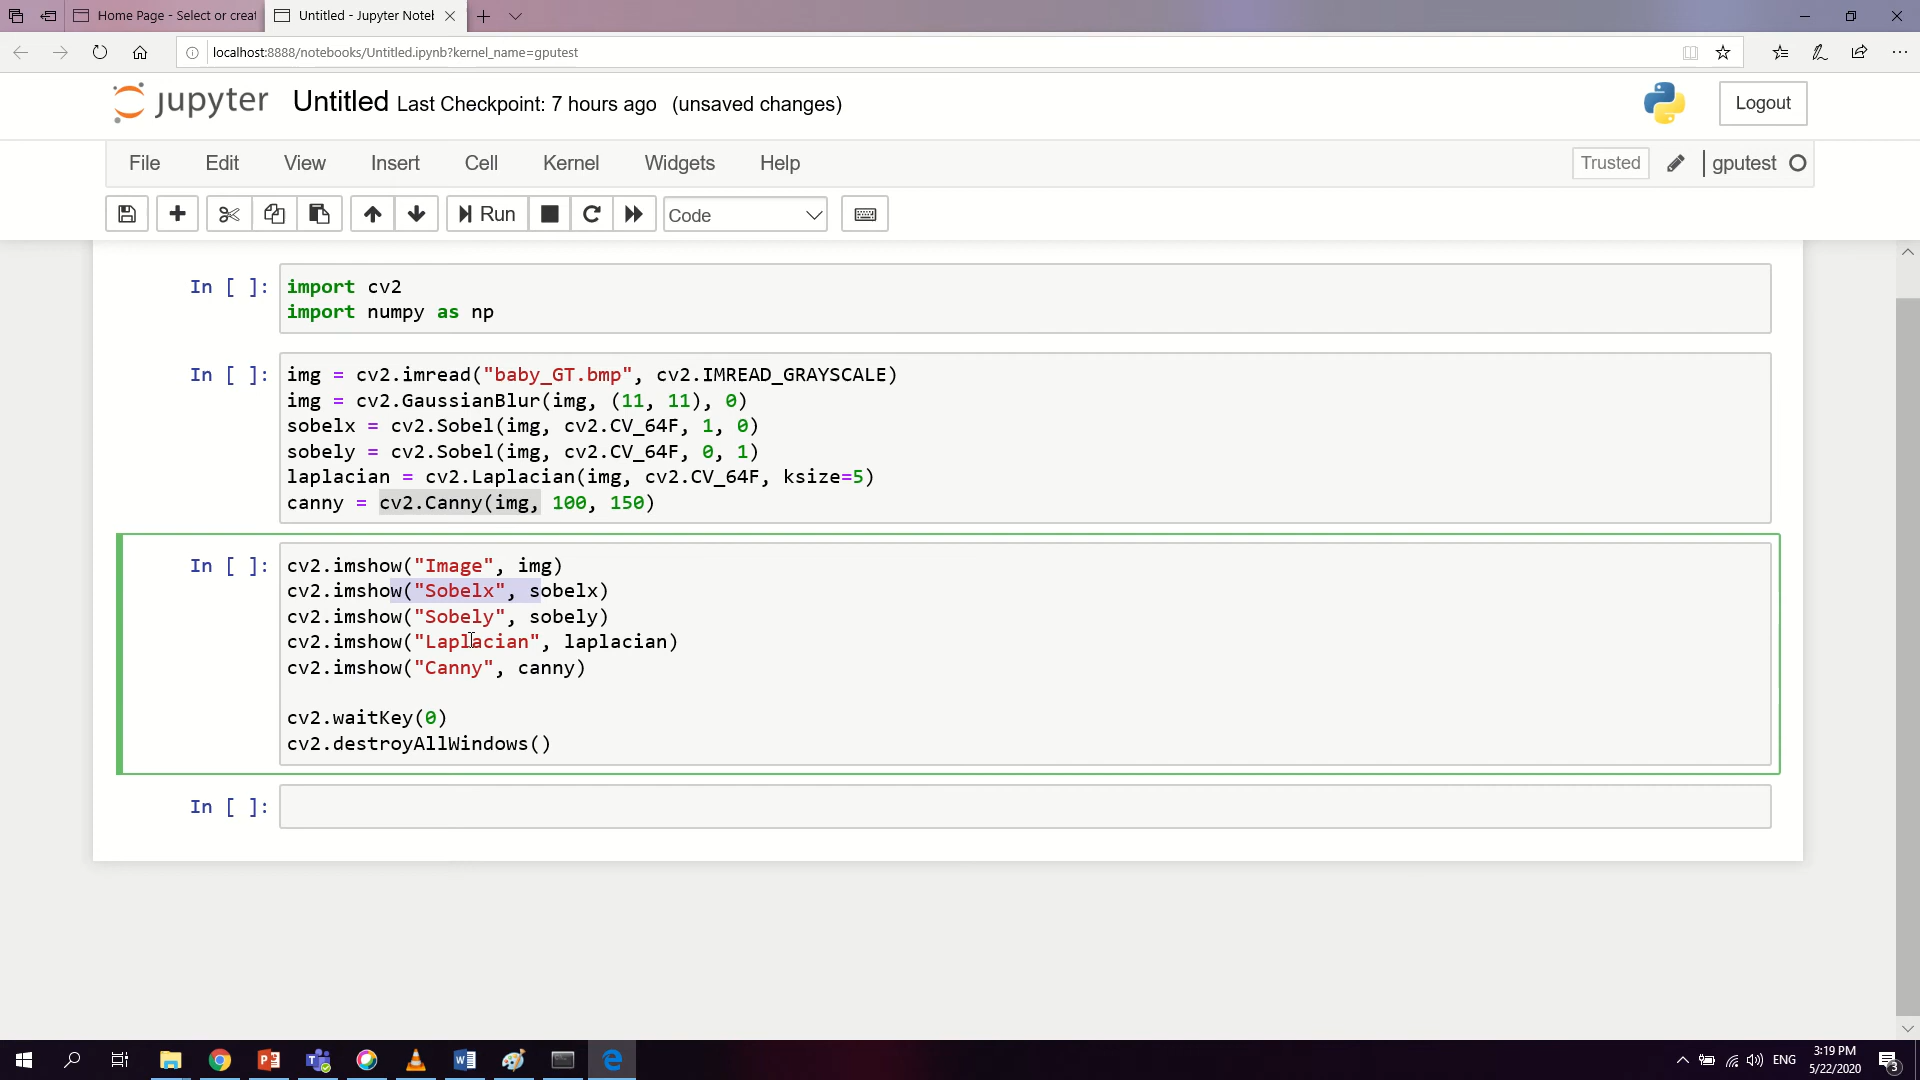 Home Page - Select or creat
Untitled - Jupyter Noteb
localhost:8888/notebooks/Untitled.ipynb?kernel_name=gputest
jupyter Untitled Last Checkpoint: 7 hours ago (unsaved changes)
Logout
File Edit View Insert Cell Kernel Widgets Help
Trusted
gputest
Run
Code
In [ ]: import cv2
import numpy as np
In [ ]: img = cv2.imread("baby_GT.bmp", cv2.IMREAD_GRAYSCALE)
img = cv2.GaussianBlur(img, (11, 11), 0)
sobelx = cv2.Sobel(img, cv2.CV_64F, 1, 0)
sobely = cv2.Sobel(img, cv2.CV_64F, 0, 1)
laplacian = cv2.Laplacian(img, cv2.CV_64F, ksize=5)
canny = cv2.Canny(img, 100, 150)
In [ ]: cv2.imshow("Image", img)
cv2.imshow("Sobelx", sobelx)
cv2.imshow("Sobely", sobely)
cv2.imshow("Laplacian", laplacian)
cv2.imshow("Canny", canny)
cv2.waitKey(0)
cv2.destroyAllWindows()
In [ ]:
ENG
3:19 PM
5/22/2020
3